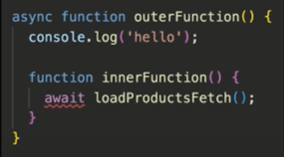 async function outerFunction() {
  console.log('hello');

  function innerFunction() {
    await loadProductsFetch();
  }
}